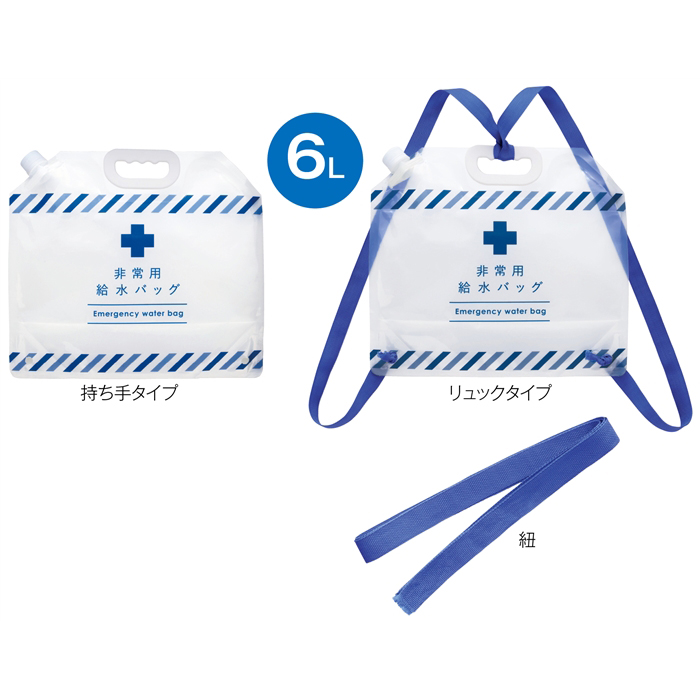 6L
非常用
給水バッグ
Emergency water bag
持ち手タイプ
非常用
給水バッグ
Emergency water bag
リュックタイプ
紐